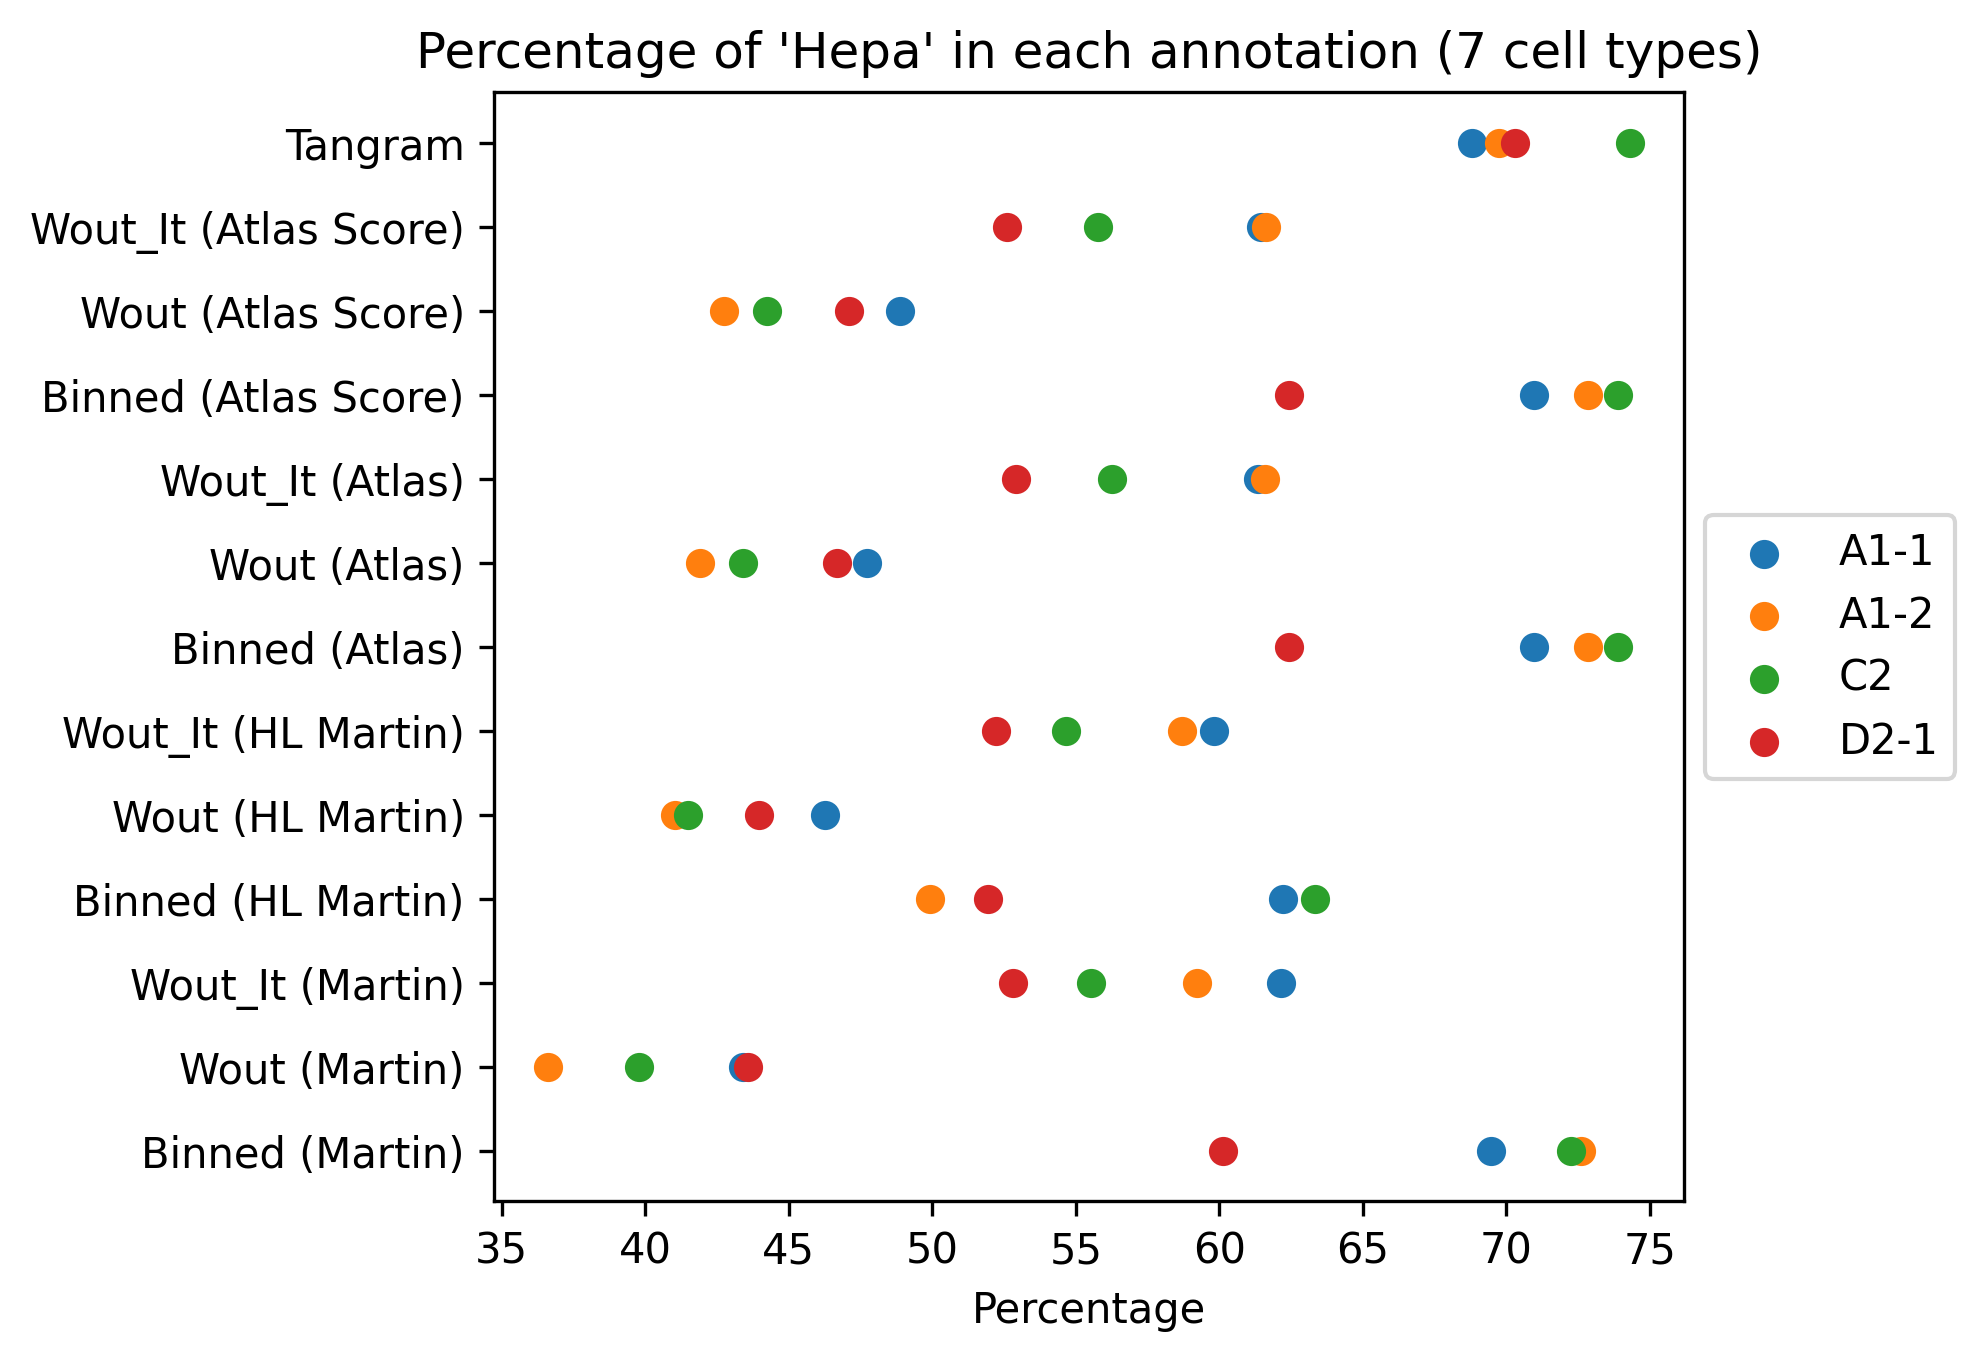 Percentage of 'Hepa' in each annotation (7 cell types)
Tangram
Wout_It (Atlas Score)
Wout (Atlas Score)
Binned (Atlas Score)
Wout_It (Atlas)
Wout (Atlas)
Binned (Atlas)
Wout_It (HL Martin)
Wout (HL Martin)
Binned (HL Martin)
Wout_It (Martin)
Wout (Martin)
Binned (Martin)
35 40 45 50 55 60 65 70 75
Percentage
A1-1
A1-2
C2
D2-1